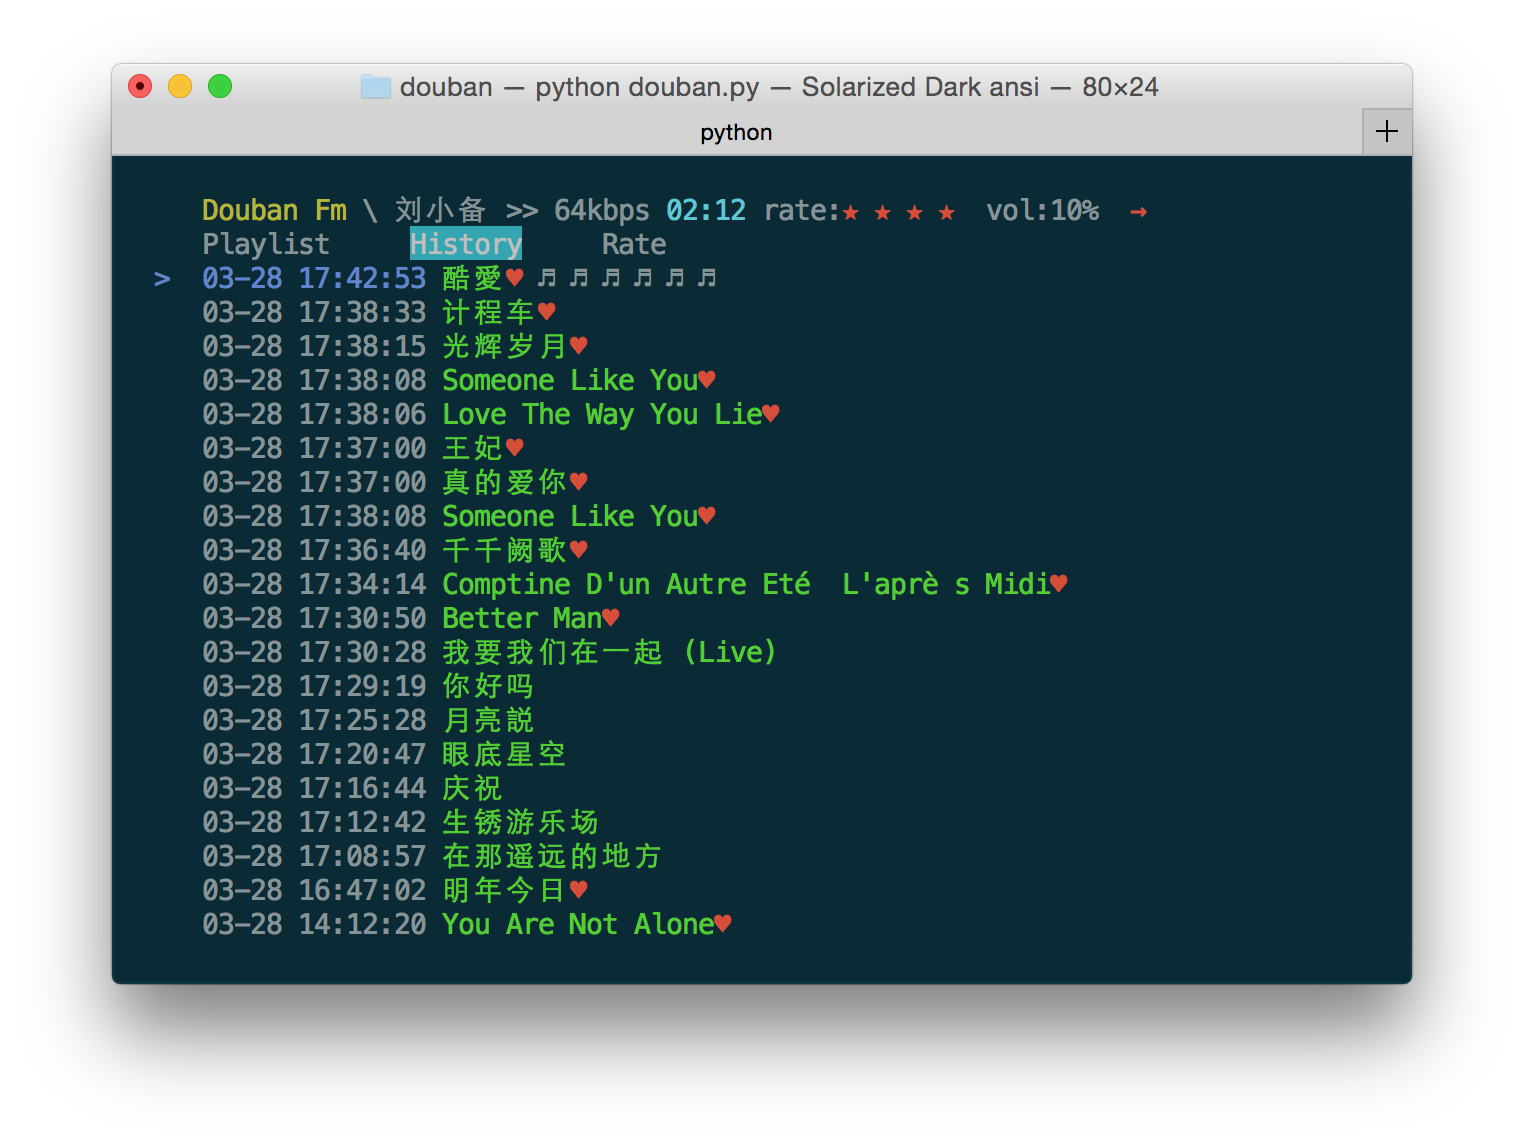 douban — python douban.py — Solarized Dark ansi — 80×24
python
Douban Fm \ 刘小备 >> 64kbps 02:12 rate:★ ★ ★ ★ vol:10% →
Playlist History Rate
> 03-28 17:42:53 酷愛♥ ♬ ♬ ♬ ♬ ♬ ♬
03-28 17:38:33 计程车♥
03-28 17:38:15 光辉岁月♥
03-28 17:38:08 Someone Like You♥
03-28 17:38:06 Love The Way You Lie♥
03-28 17:37:00 王妃♥
03-28 17:37:00 真的爱你♥
03-28 17:38:08 Someone Like You♥
03-28 17:36:40 千千阙歌♥
03-28 17:34:14 Comptine D'un Autre Eté  L'aprè s Midi♥
03-28 17:30:50 Better Man♥
03-28 17:30:28 我要我们在一起 (Live)
03-28 17:29:19 你好吗
03-28 17:25:28 月亮説
03-28 17:20:47 眼底星空
03-28 17:16:44 庆祝
03-28 17:12:42 生锈游乐场
03-28 17:08:57 在那遥远的地方
03-28 16:47:02 明年今日♥
03-28 14:12:20 You Are Not Alone♥